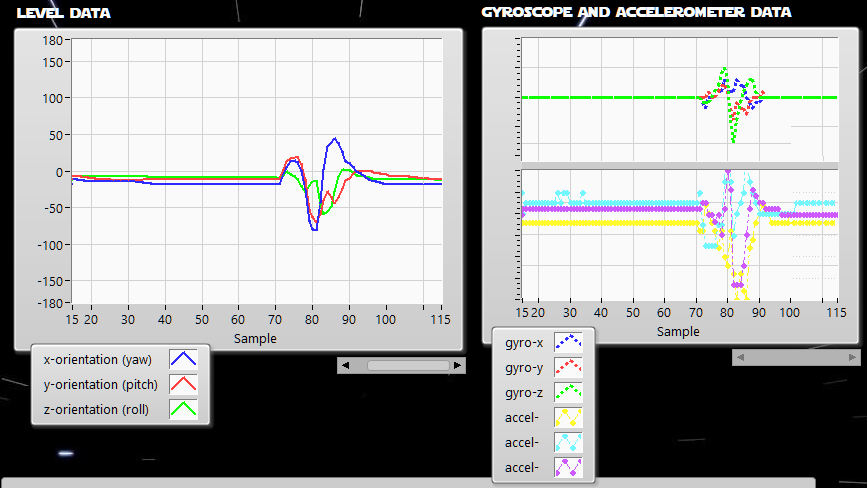 LEVEL DATA
180
150
100
50
0
-50
-100
-150
-180
15 20 30 40 50 60 70 80 90 100 115
Sample
x-orientation (yaw)
y-orientation (pitch)
z-orientation (roll)
GYROSCOPE AND ACCELEROMETER DATA
15 20 30 40 50 60 70 80 90 100 115
Sample
gyro-x
gyro-y
gyro-z
accel-
accel-
accel-